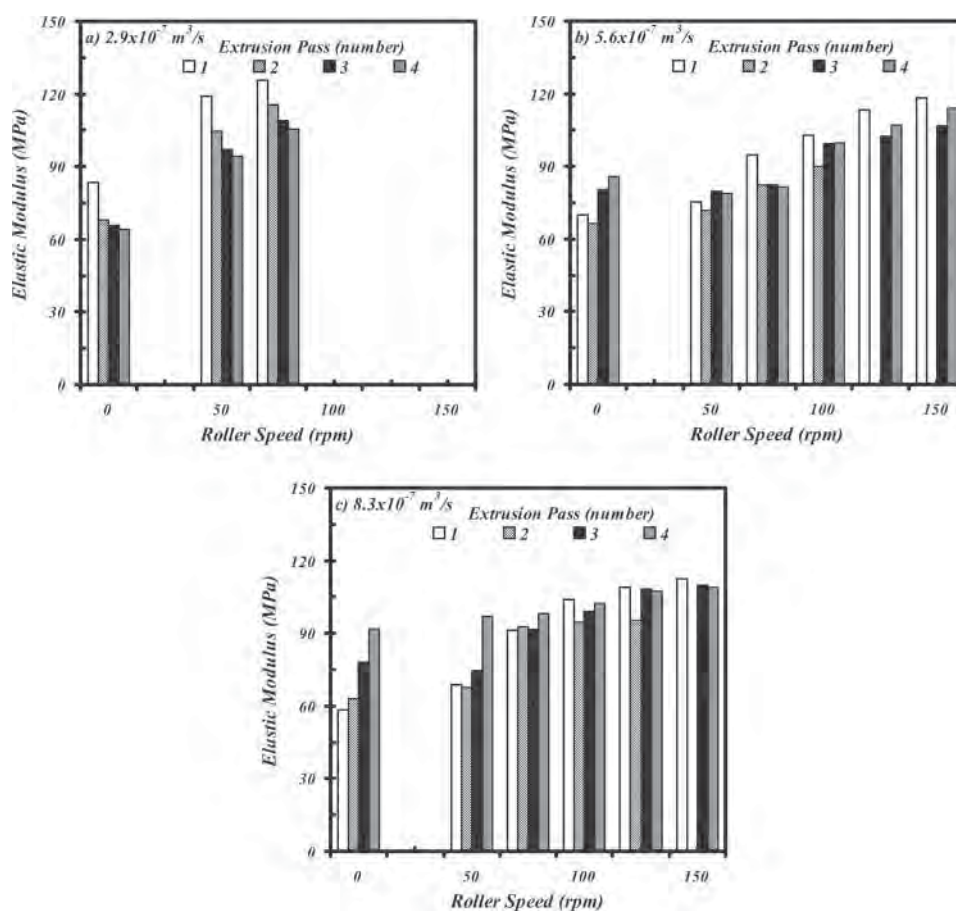 a) 2.9x10⁻⁷ m³/s
Extrusion Pass (number)
1 2 3 4
Elastic Modulus (MPa)
150
120
90
60
30
0
0 50 100 150
Roller Speed (rpm)
b) 5.6x10⁻⁷ m³/s
Extrusion Pass (number)
1 2 3 4
Elastic Modulus (MPa)
150
120
90
60
30
0
0 50 100 150
Roller Speed (rpm)
c) 8.3x10⁻⁷ m³/s
Extrusion Pass (number)
1 2 3 4
Elastic Modulus (MPa)
150
120
90
60
30
0
0 50 100 150
Roller Speed (rpm)